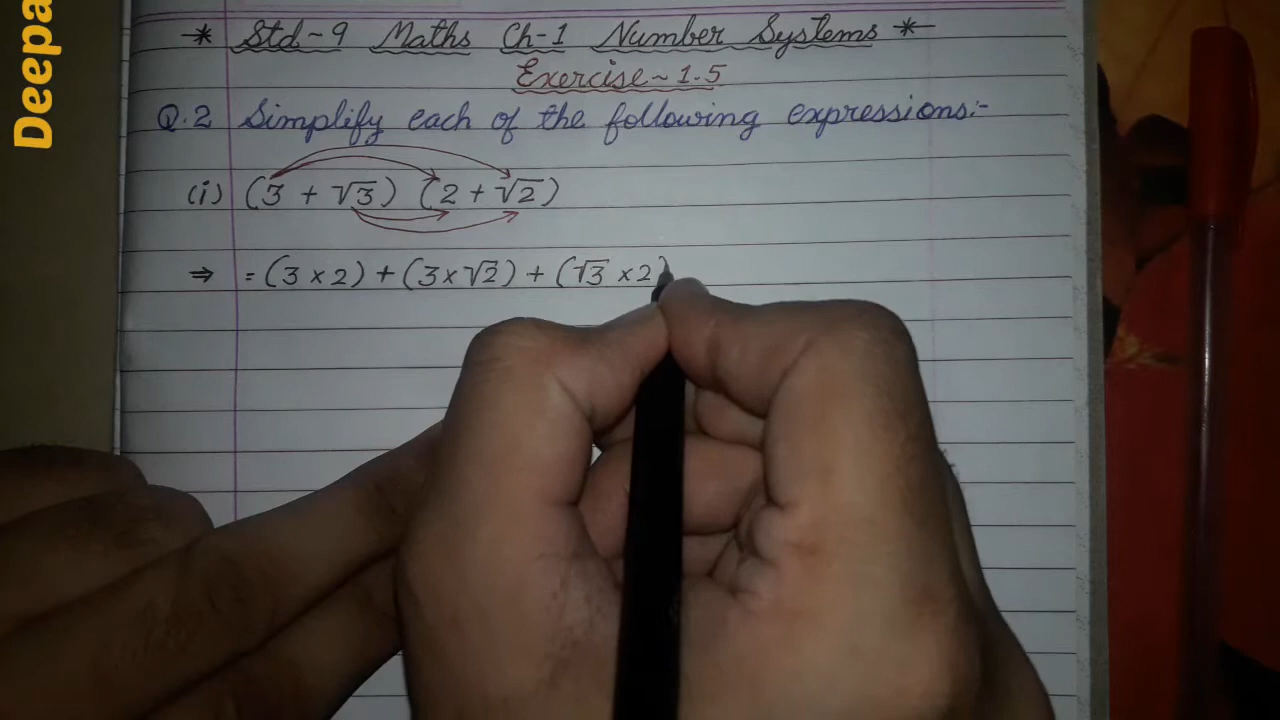 Deepa
* Std-9 Maths Ch-1 Number Systems *
Exercise-1.5
Q.2 Simplify each of the following expressions:-
(i) (3 + √3) (2 + √2)
⇒ = (3 × 2) + (3 × √2) + (√3 × 2)